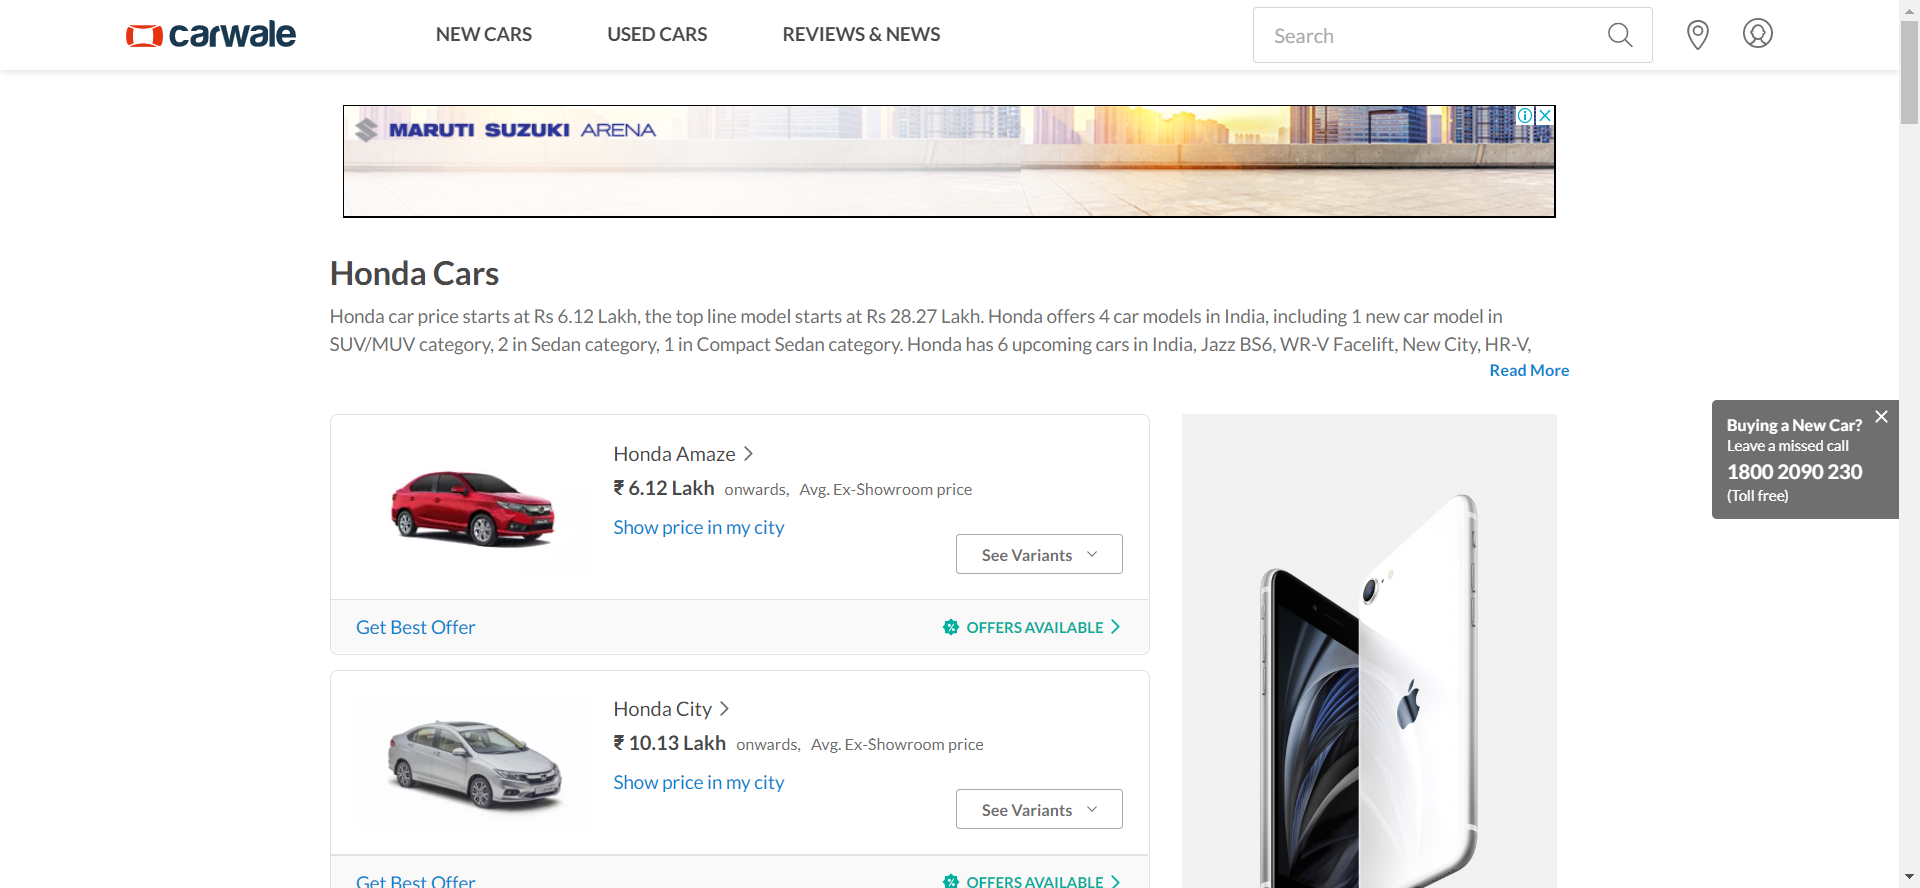 carwale
NEW CARS
USED CARS
REVIEWS & NEWS
Search
MARUTI SUZUKI ARENA
Honda Cars
Honda car price starts at Rs 6.12 Lakh, the top line model starts at Rs 28.27 Lakh. Honda offers 4 car models in India, including 1 new car model in
SUV/MUV category, 2 in Sedan category, 1 in Compact Sedan category. Honda has 6 upcoming cars in India, Jazz BS6, WR-V Facelift, New City, HR-V,
Read More
Honda Amaze
₹ 6.12 Lakh onwards, Avg. Ex-Showroom price
Show price in my city
See Variants
Get Best Offer
OFFERS AVAILABLE
Honda City
₹ 10.13 Lakh onwards, Avg. Ex-Showroom price
Show price in my city
See Variants
Get Best Offer
OFFERS AVAILABLE
Buying a New Car?
Leave a missed call
1800 2090 230
(Toll free)